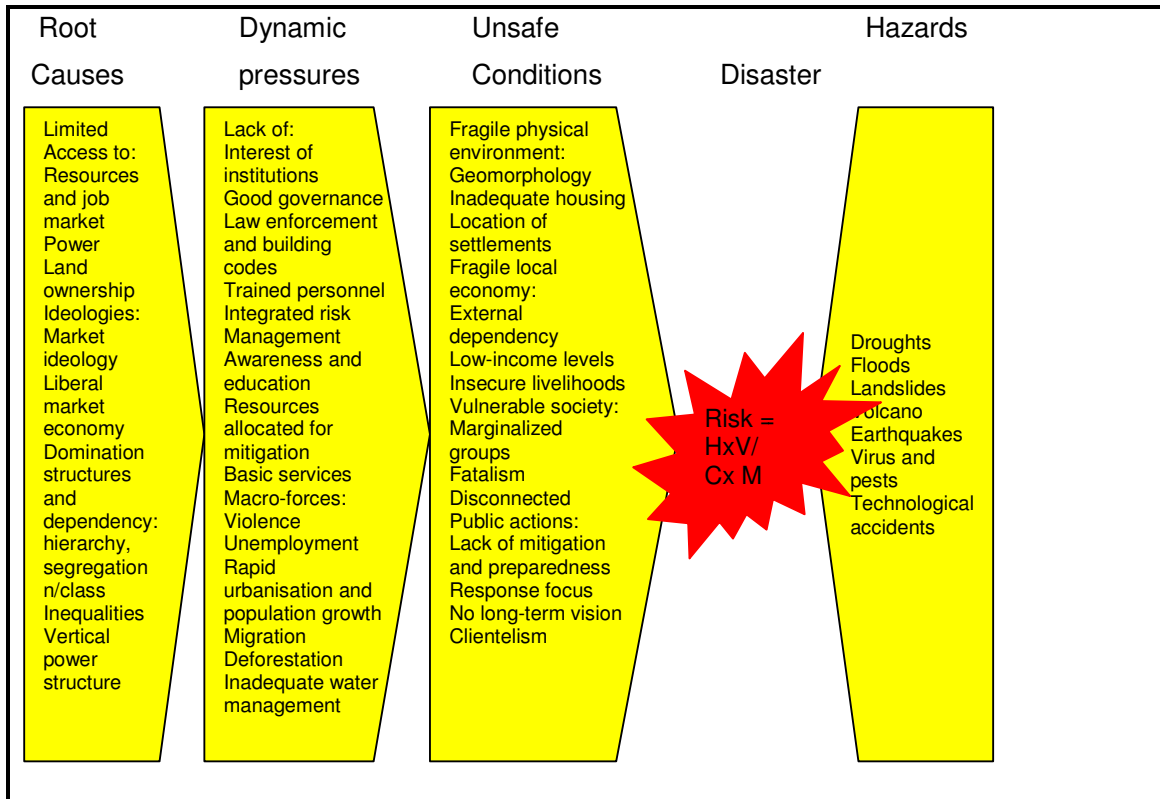 Root
Causes
Dynamic
pressures
Unsafe
Conditions
Disaster
Hazards
Limited
Access to:
Resources
and job
market
Power
Land
ownership
Ideologies:
Market
ideology
Liberal
market
economy
Domination
structures
and
dependency:
hierarchy,
segregation
n/class
Inequalities
Vertical
power
structure
Lack of:
Interest of
institutions
Good governance
Law enforcement
and building
codes
Trained personnel
Integrated risk
Management
Awareness and
education
Resources
allocated for
mitigation
Basic services
Macro-forces:
Violence
Unemployment
Rapid
urbanisation and
population growth
Migration
Deforestation
Inadequate water
management
Fragile physical
environment:
Geomorphology
Inadequate housing
Location of
settlements
Fragile local
economy:
External
dependency
Low-income levels
Insecure livelihoods
Vulnerable society:
Marginalized
groups
Fatalism
Disconnected
Public actions:
Lack of mitigation
and preparedness
Response focus
No long-term vision
Clientelism
Risk =
HxV/
Cx M
Droughts
Floods
Landslides
Volcano
Earthquakes
Virus and
pests
Technological
accidents